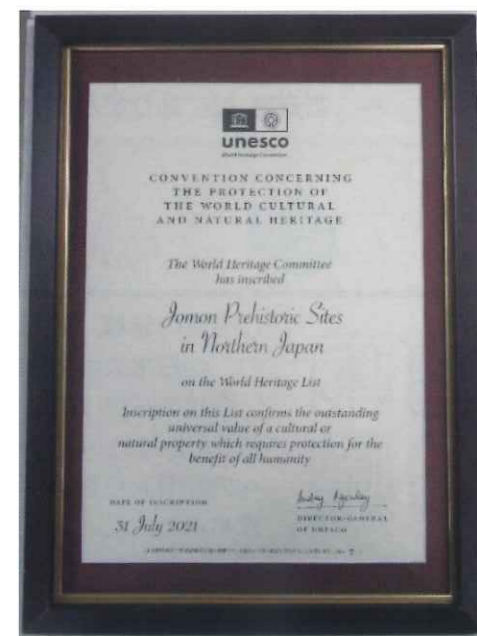 unesco
World Heritage Convention
CONVENTION CONCERNING
THE PROTECTION OF
THE WORLD CULTURAL
AND NATURAL HERITAGE
The World Heritage Committee
has inscribed
Jomon Prehistoric Sites
in Northern Japan
on the World Heritage List
Inscription on this List confirms the outstanding
universal value of a cultural or
natural property which requires protection for the
benefit of all humanity
DATE OF INSCRIPTION
31 July 2021
DIRECTOR-GENERAL
OF UNESCO